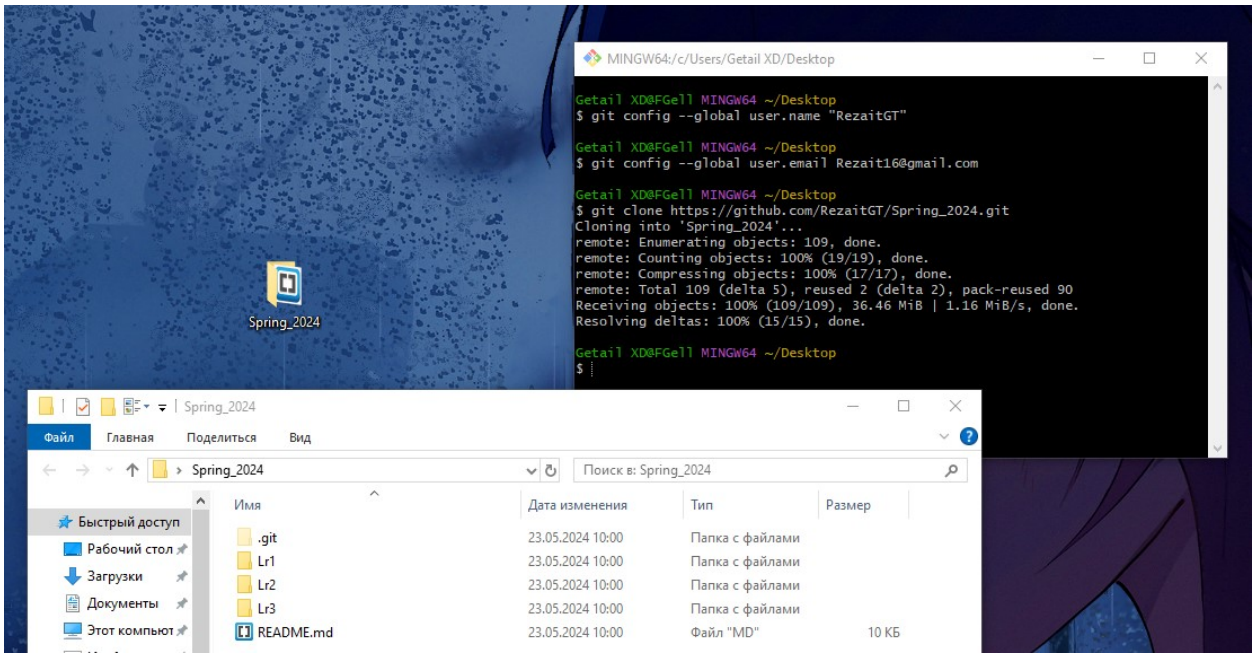 MINGW64:/c/Users/Getail XD/Desktop
Getail XD@FGell MINGW64 ~/Desktop
$ git config --global user.name "RezaitGT"
Getail XD@FGell MINGW64 ~/Desktop
$ git config --global user.email Rezait16@gmail.com
Getail XD@FGell MINGW64 ~/Desktop
$ git clone https://github.com/RezaitGT/Spring_2024.git
Cloning into 'Spring_2024'...
remote: Enumerating objects: 109, done.
remote: Counting objects: 100% (19/19), done.
remote: Compressing objects: 100% (17/17), done.
remote: Total 109 (delta 5), reused 2 (delta 2), pack-reused 90
Receiving objects: 100% (109/109), 36.46 MiB | 1.16 MiB/s, done.
Resolving deltas: 100% (15/15), done.
Getail XD@FGell MINGW64 ~/Desktop
$
Spring_2024
Spring_2024
Файл Главная Поделиться Вид
Spring_2024 Поиск в: Spring_2024
Имя Дата изменения Тип Размер
Быстрый доступ
Рабочий стол
Загрузки
Документы
Этот компьют
.git 23.05.2024 10:00 Папка с файлами
Lr1 23.05.2024 10:00 Папка с файлами
Lr2 23.05.2024 10:00 Папка с файлами
Lr3 23.05.2024 10:00 Папка с файлами
README.md 23.05.2024 10:00 Файл "MD" 10 КБ